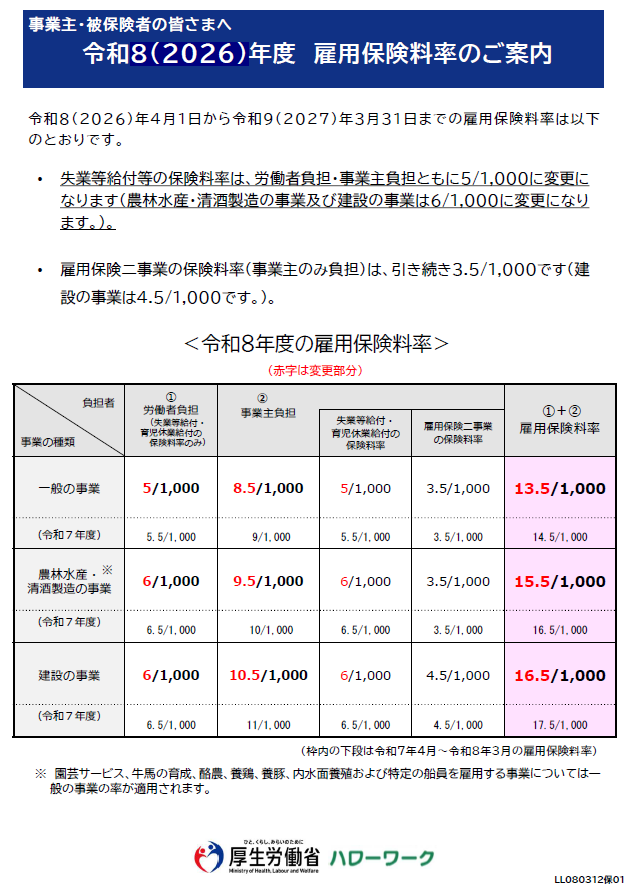 事業主・被保険者の皆さまへ
令和8(2026)年度 雇用保険料率のご案内
令和8(2026)年4月1日から令和9(2027)年3月31日までの雇用保険料率は以下
のとおりです。
• 失業等給付等の保険料率は、労働者負担・事業主負担ともに5/1,000に変更に
なります(農林水産・清酒製造の事業及び建設の事業は6/1,000に変更になり
ます。)。
• 雇用保険二事業の保険料率(事業主のみ負担)は、引き続き3.5/1,000です(建
設の事業は4.5/1,000です。)。
＜令和8年度の雇用保険料率＞
(赤字は変更部分)
負担者
事業の種類
①
労働者負担
(失業等給付・
育児休業給付の
保険料率のみ)
②
事業主負担
失業等給付・
育児休業給付の
保険料率
雇用保険二事業
の保険料率
①＋②
雇用保険料率
一般の事業 5/1,000 8.5/1,000 5/1,000 3.5/1,000 13.5/1,000
(令和7年度) 5.5/1,000 9/1,000 5.5/1,000 3.5/1,000 14.5/1,000
農林水産・※
清酒製造の事業 6/1,000 9.5/1,000 6/1,000 3.5/1,000 15.5/1,000
(令和7年度) 6.5/1,000 10/1,000 6.5/1,000 3.5/1,000 16.5/1,000
建設の事業 6/1,000 10.5/1,000 6/1,000 4.5/1,000 16.5/1,000
(令和7年度) 6.5/1,000 11/1,000 6.5/1,000 4.5/1,000 17.5/1,000
(枠内の下段は令和7年4月～令和8年3月の雇用保険料率)
※ 園芸サービス、牛馬の育成、酪農、養鶏、養豚、内水面養殖および特定の船員を雇用する事業については一
般の事業の率が適用されます。
ひと、くらし、みらいのために
厚生労働省 ハローワーク
Ministry of Health, Labour and Welfare
LL080312保01